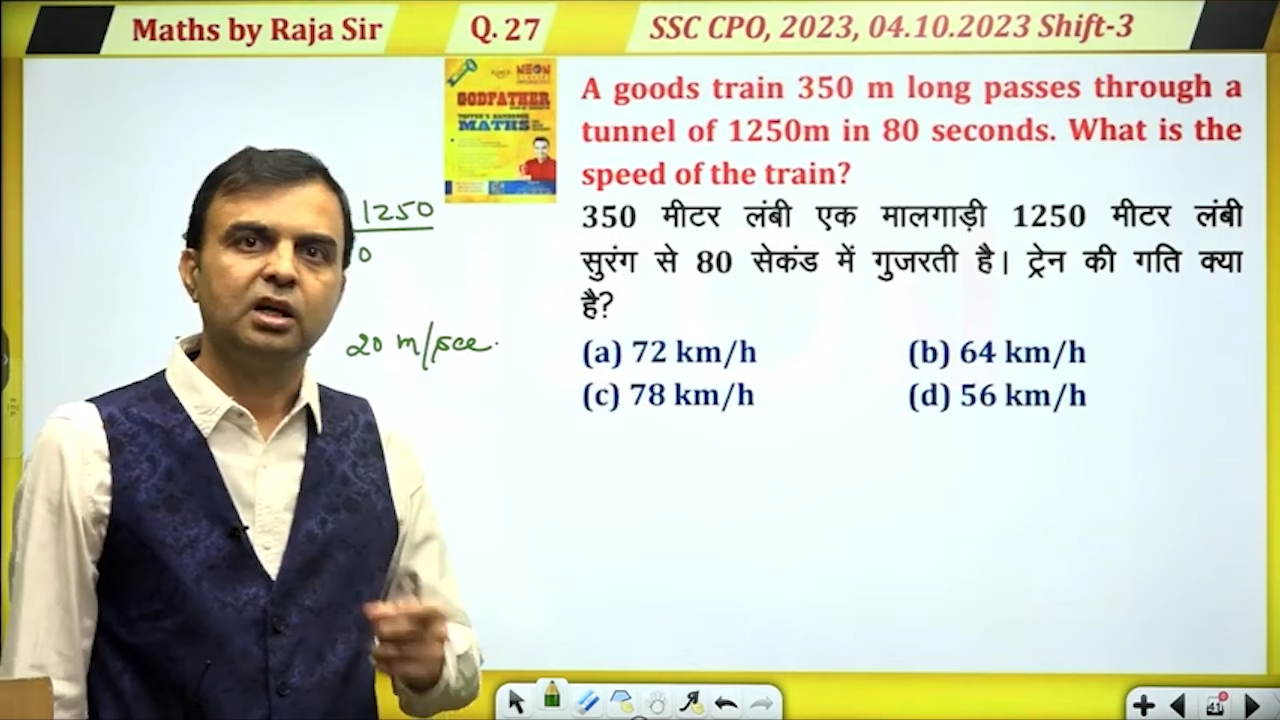 Maths by Raja Sir
Q. 27
SSC CPO, 2023, 04.10.2023 Shift-3
NEON
GODFATHER
MATHS
A goods train 350 m long passes through a
tunnel of 1250m in 80 seconds. What is the
speed of the train?
350 मीटर लंबी एक मालगाड़ी 1250 मीटर लंबी
सुरंग से 80 सेकंड में गुजरती है। ट्रेन की गति क्या
है?
(a) 72 km/h (b) 64 km/h
(c) 78 km/h (d) 56 km/h
1250
0
20 m/sec.
41